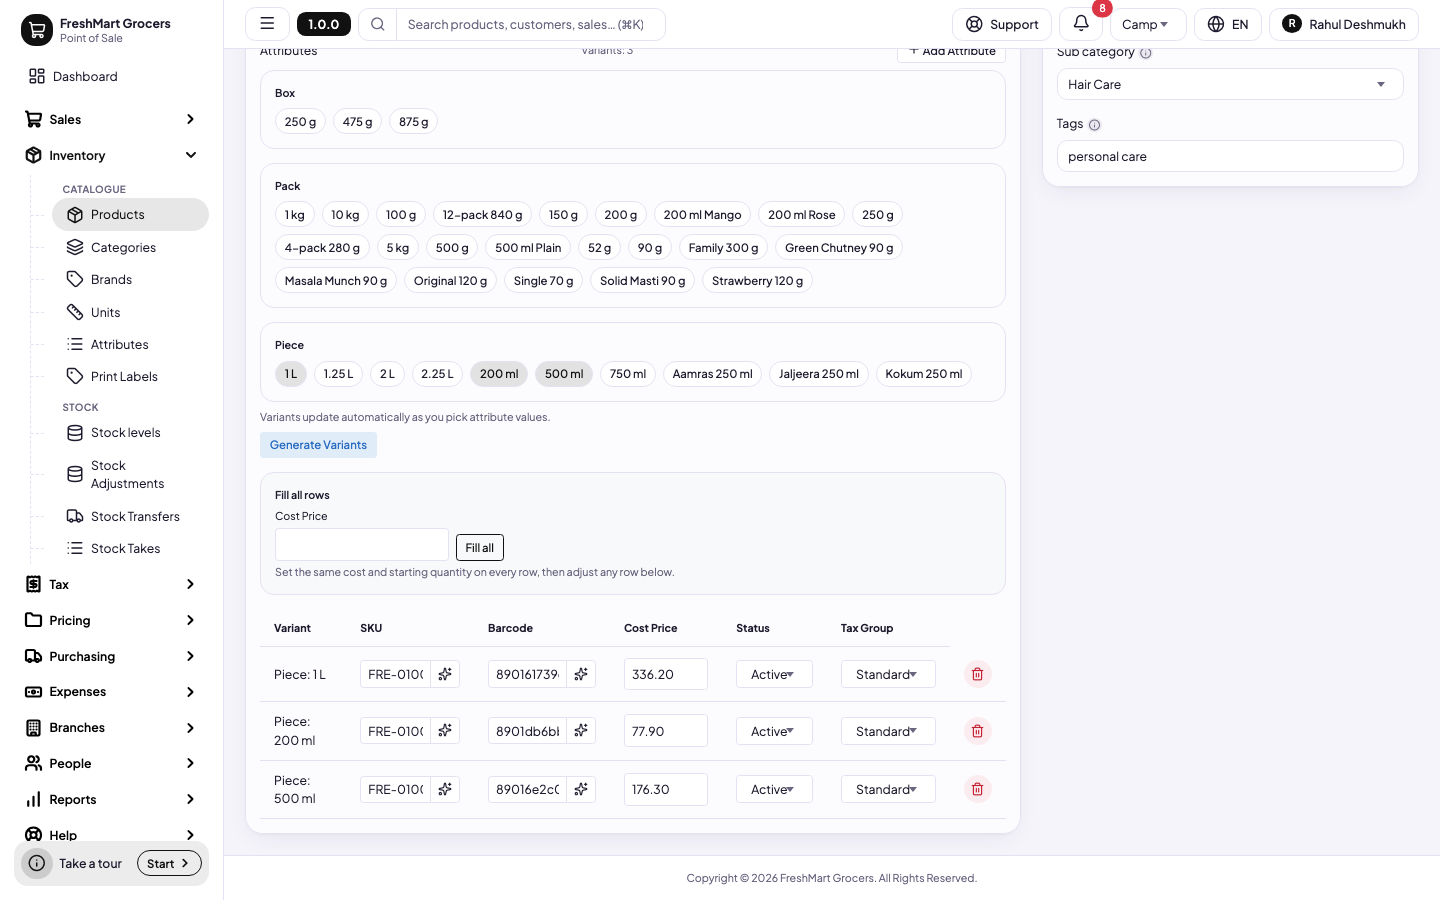 FreshMart Grocers
Point of Sale
1.0.0
Search products, customers, sales... (⌘K)
Support
8
Camp
EN
R
Rahul Deshmukh
Dashboard
Sales
Inventory
CATALOGUE
Products
Categories
Brands
Units
Attributes
Print Labels
STOCK
Stock levels
Stock
Adjustments
Stock Transfers
Stock Takes
Tax
Pricing
Purchasing
Expenses
Branches
People
Reports
Help
Take a tour
Start
Attributes
Variants: 3
+ Add Attribute
Box
250 g 475 g 875 g
Pack
1 kg 10 kg 100 g 12-pack 840 g 150 g 200 g 200 ml Mango 200 ml Rose 250 g
4-pack 280 g 5 kg 500 g 500 ml Plain 52 g 90 g Family 300 g Green Chutney 90 g
Masala Munch 90 g Original 120 g Single 70 g Solid Masti 90 g Strawberry 120 g
Piece
1 L 1.25 L 2 L 2.25 L 200 ml 500 ml 750 ml Aamras 250 ml Jaljeera 250 ml Kokum 250 ml
Variants update automatically as you pick attribute values.
Generate Variants
Fill all rows
Cost Price
Fill all
Set the same cost and starting quantity on every row, then adjust any row below.
Variant SKU Barcode Cost Price Status Tax Group
Piece: 1 L FRE-0100 890161739 336.20 Active Standard
Piece:
200 ml FRE-0100 8901db6b 77.90 Active Standard
Piece:
500 ml FRE-0100 89016e2c0 176.30 Active Standard
Sub category
Hair Care
Tags
personal care
Copyright © 2026 FreshMart Grocers. All Rights Reserved.